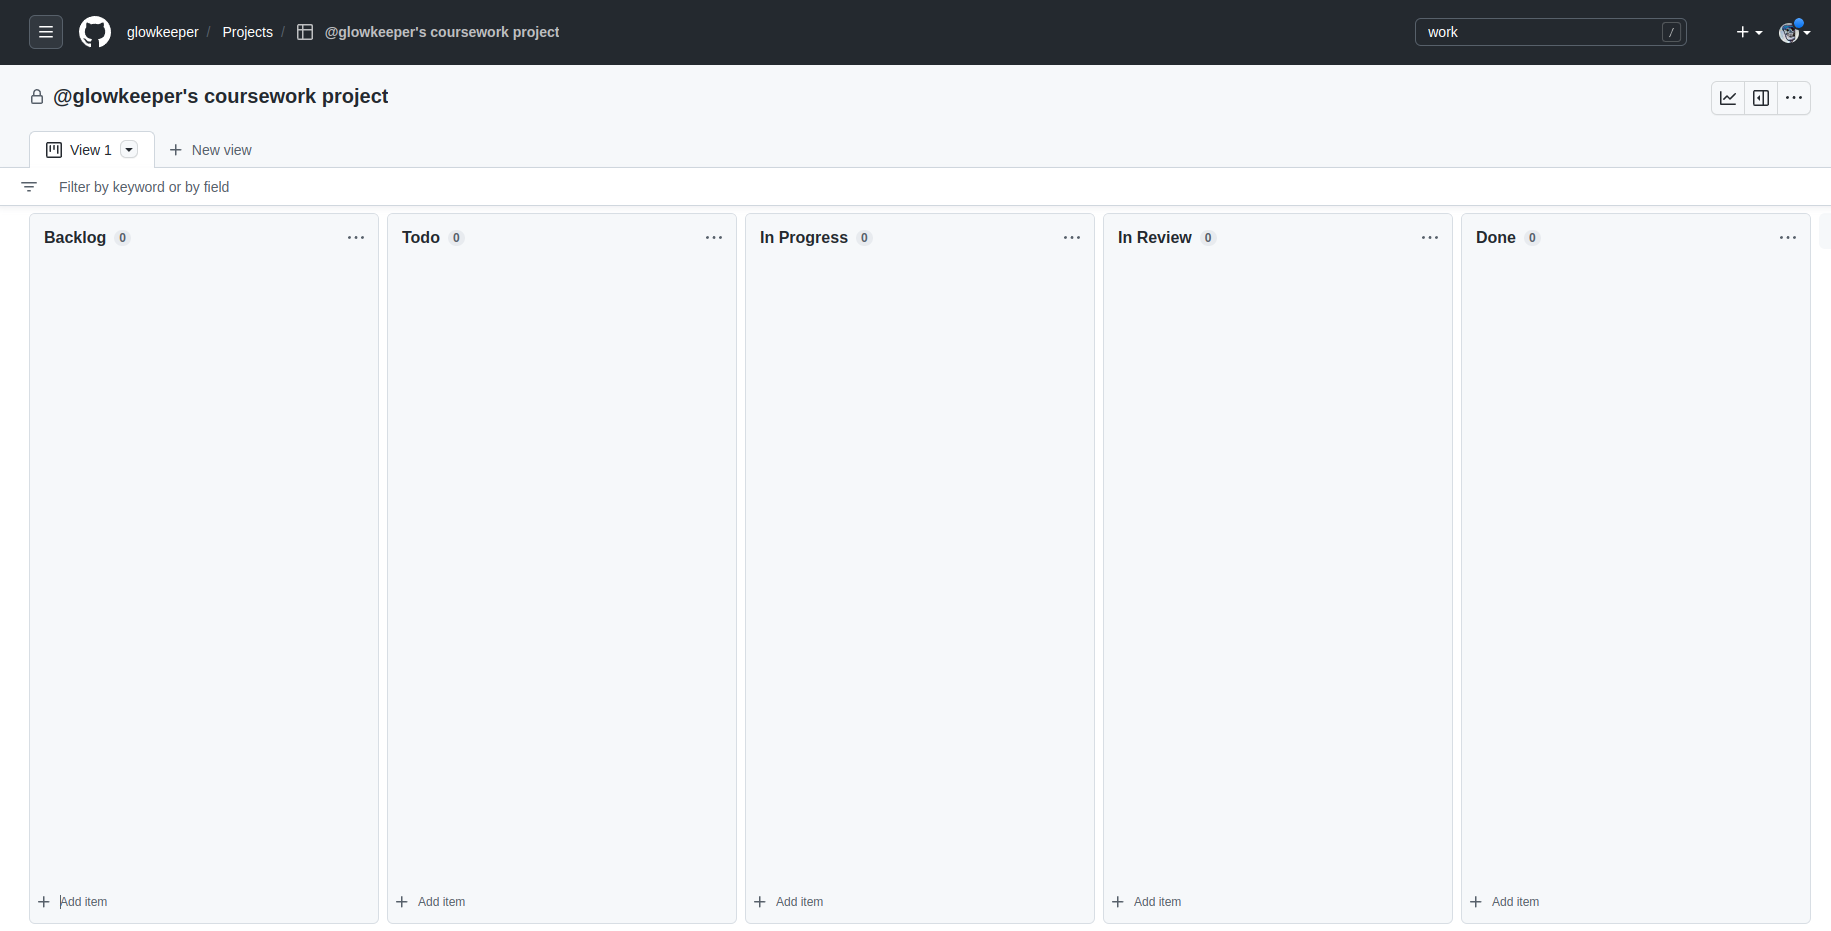 glowkeeper / Projects / @glowkeeper's coursework project
work /
@glowkeeper's coursework project
View 1
New view
Filter by keyword or by field
Backlog 0
Todo 0
In Progress 0
In Review 0
Done 0
Add item
Add item
Add item
Add item
Add item